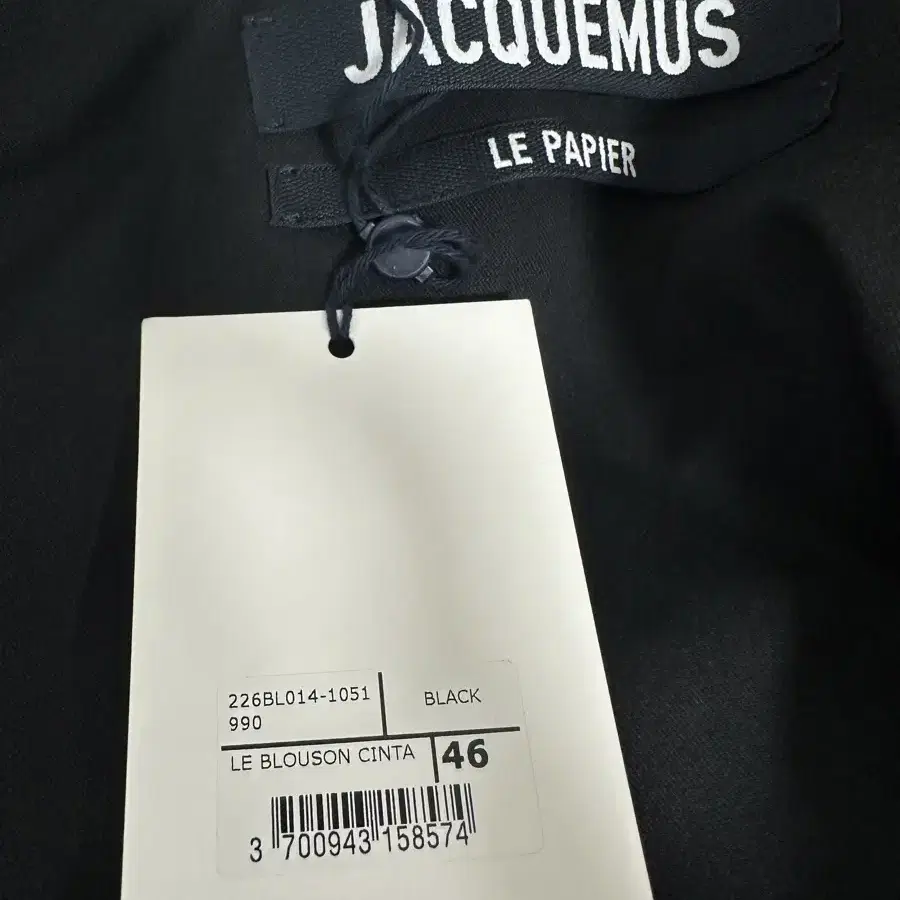 JACQUEMUS
LE PAPIER
226BL014-1051
990
BLACK
LE BLOUSON CINTA
46
3 700943 158574